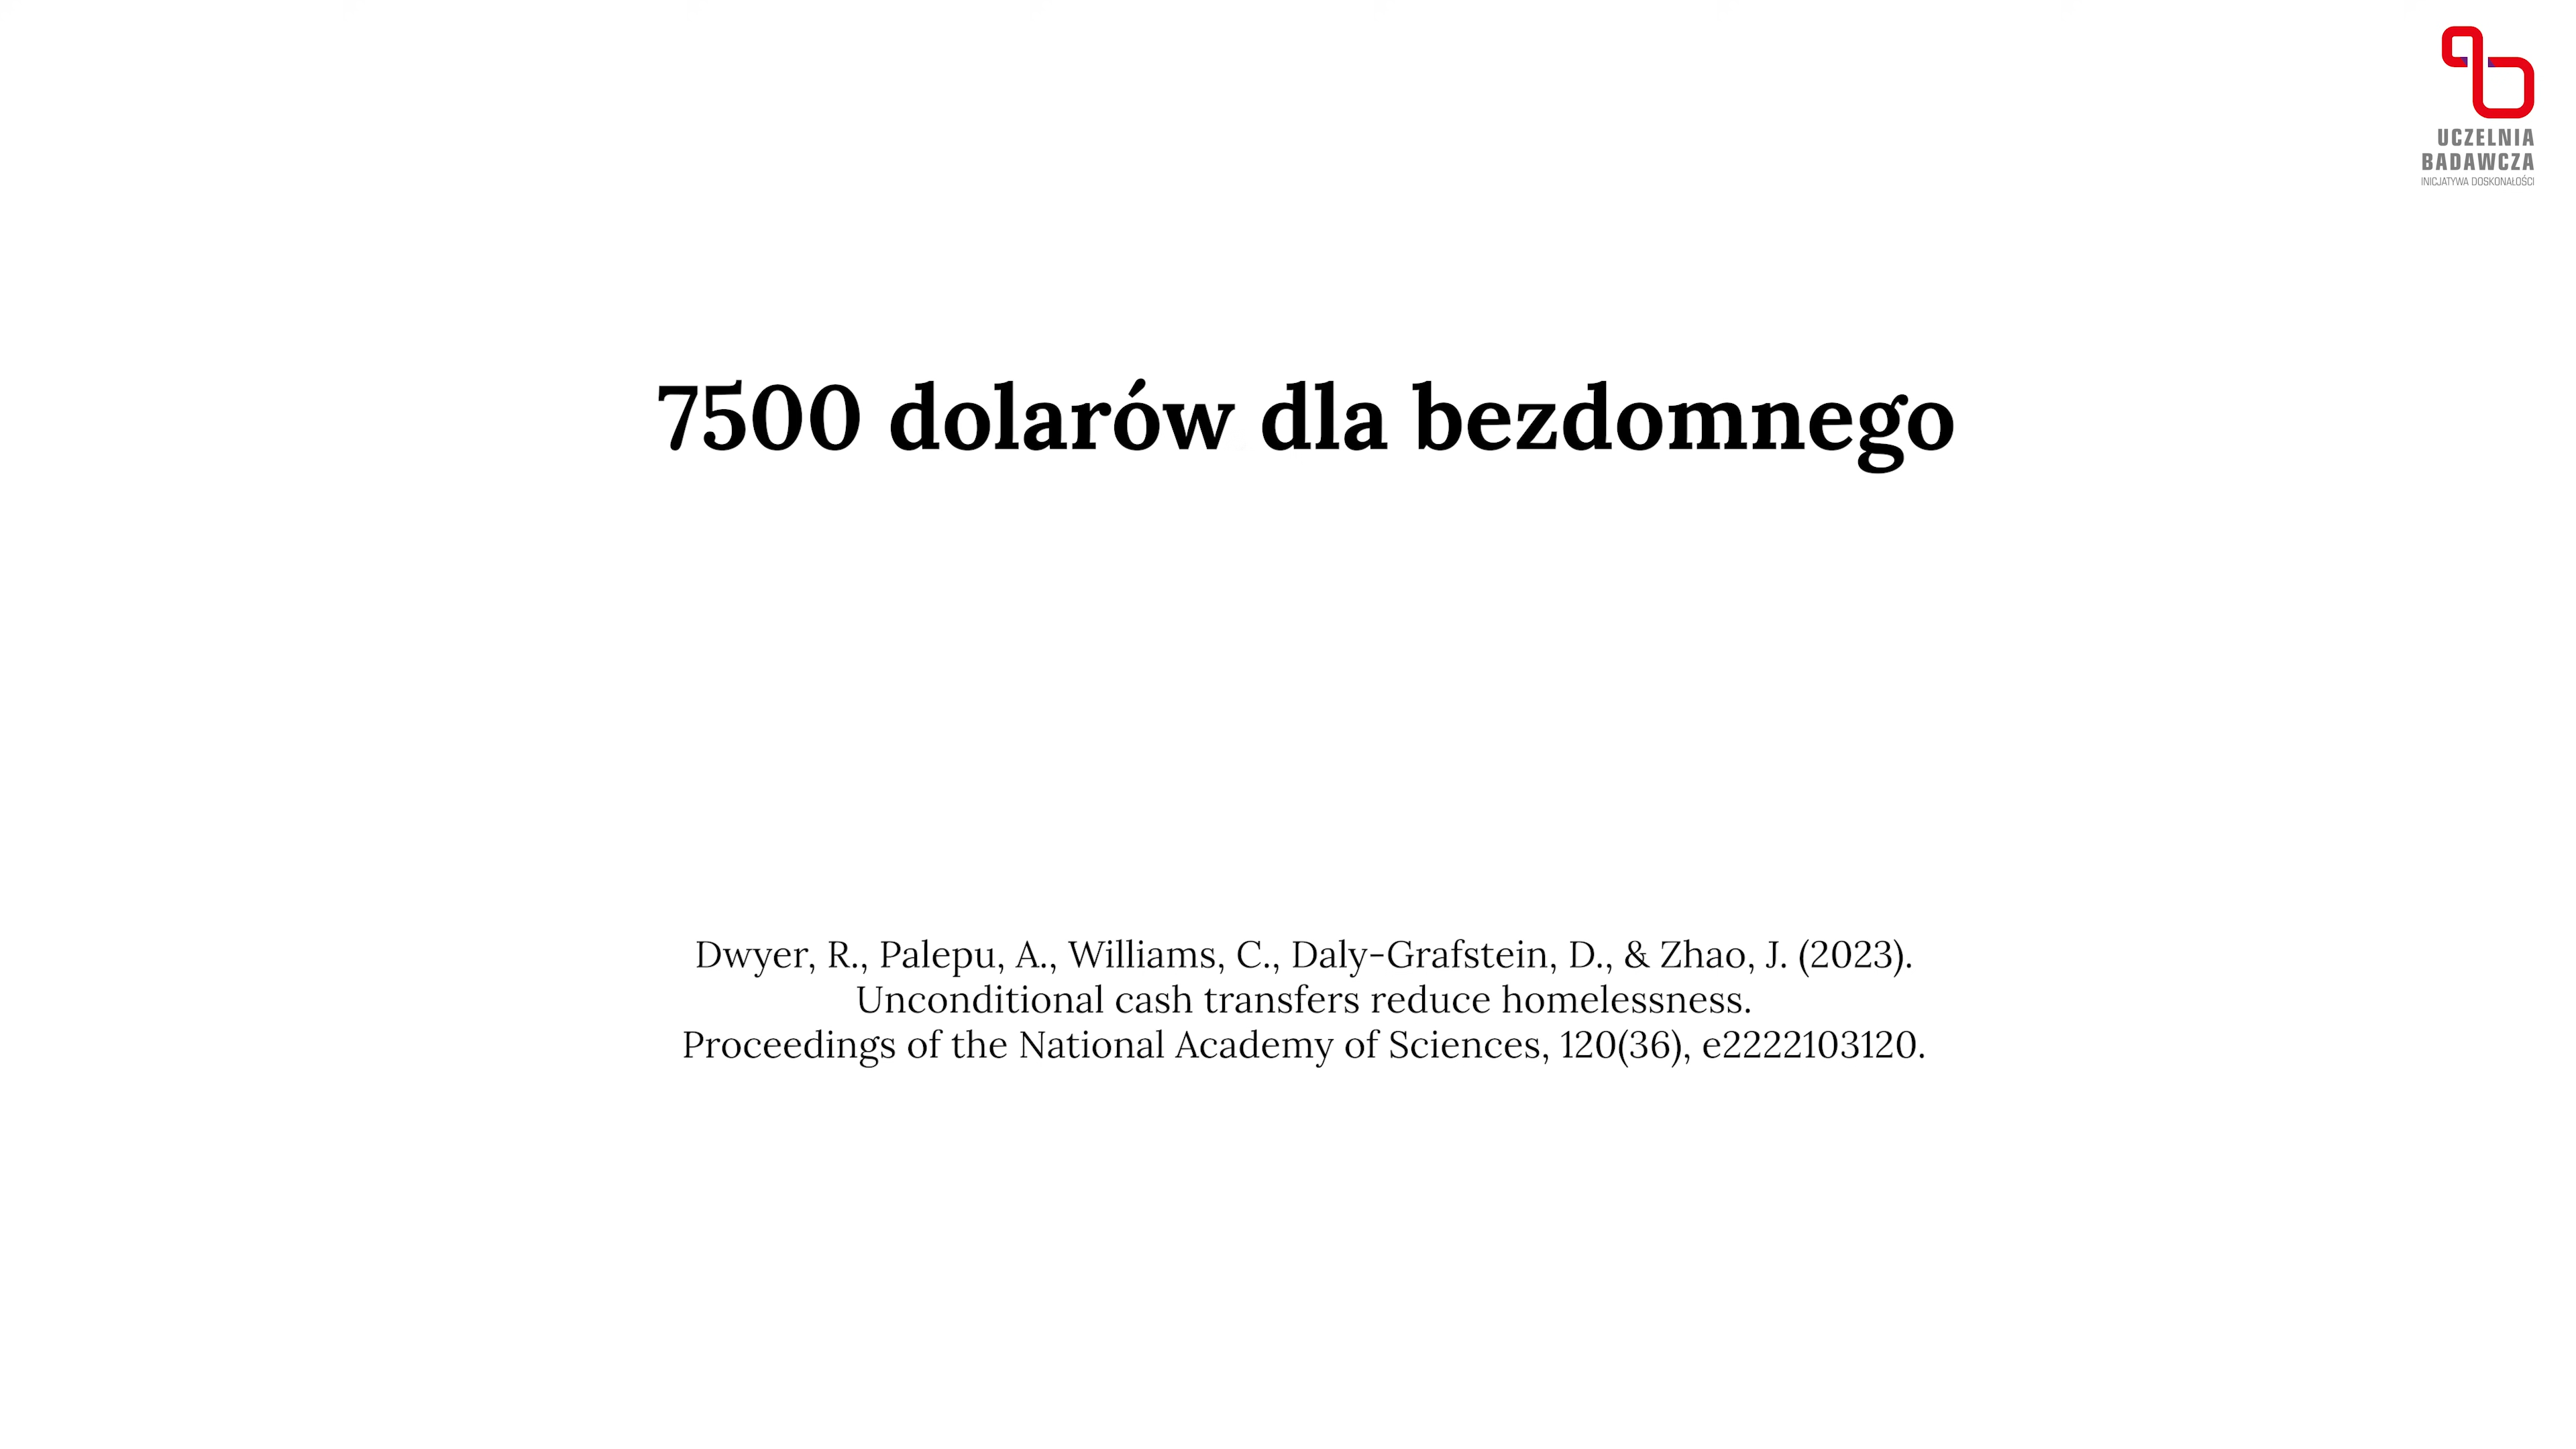 UCZELNIA
BADAWCZA
INICJATYWA DOSKONAŁOŚCI
7500 dolarów dla bezdomnego
Dwyer, R., Palepu, A., Williams, C., Daly-Grafstein, D., & Zhao, J. (2023).
Unconditional cash transfers reduce homelessness.
Proceedings of the National Academy of Sciences, 120(36), e2222103120.